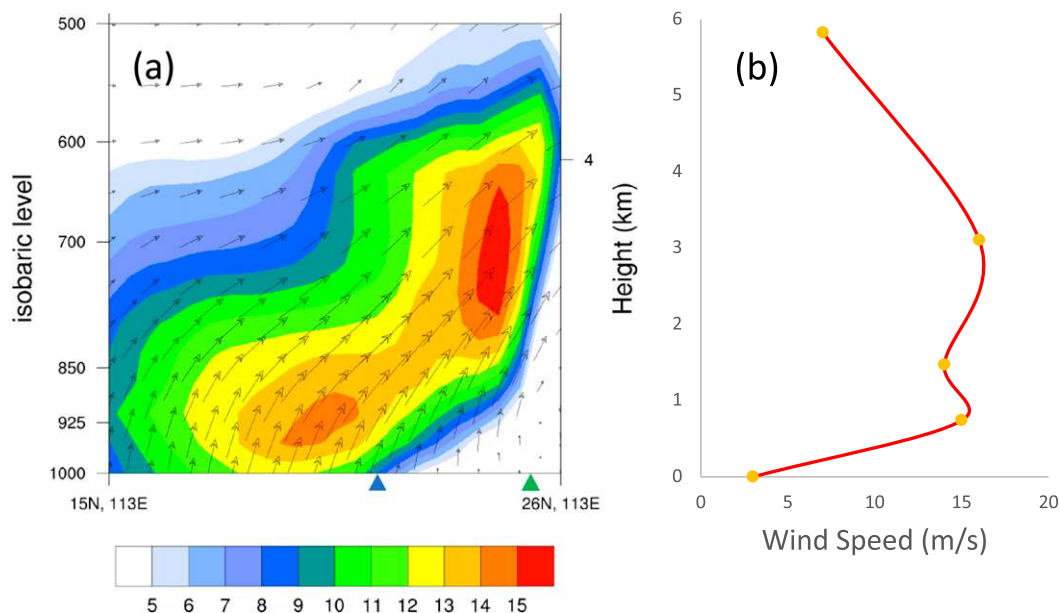 (a)
500
600
700
850
925
1000
isobaric level
4
Height (km)
15N, 113E
26N, 113E
5 6 7 8 9 10 11 12 13 14 15
(b)
6
5
4
3
2
1
0
0 5 10 15 20
Wind Speed (m/s)